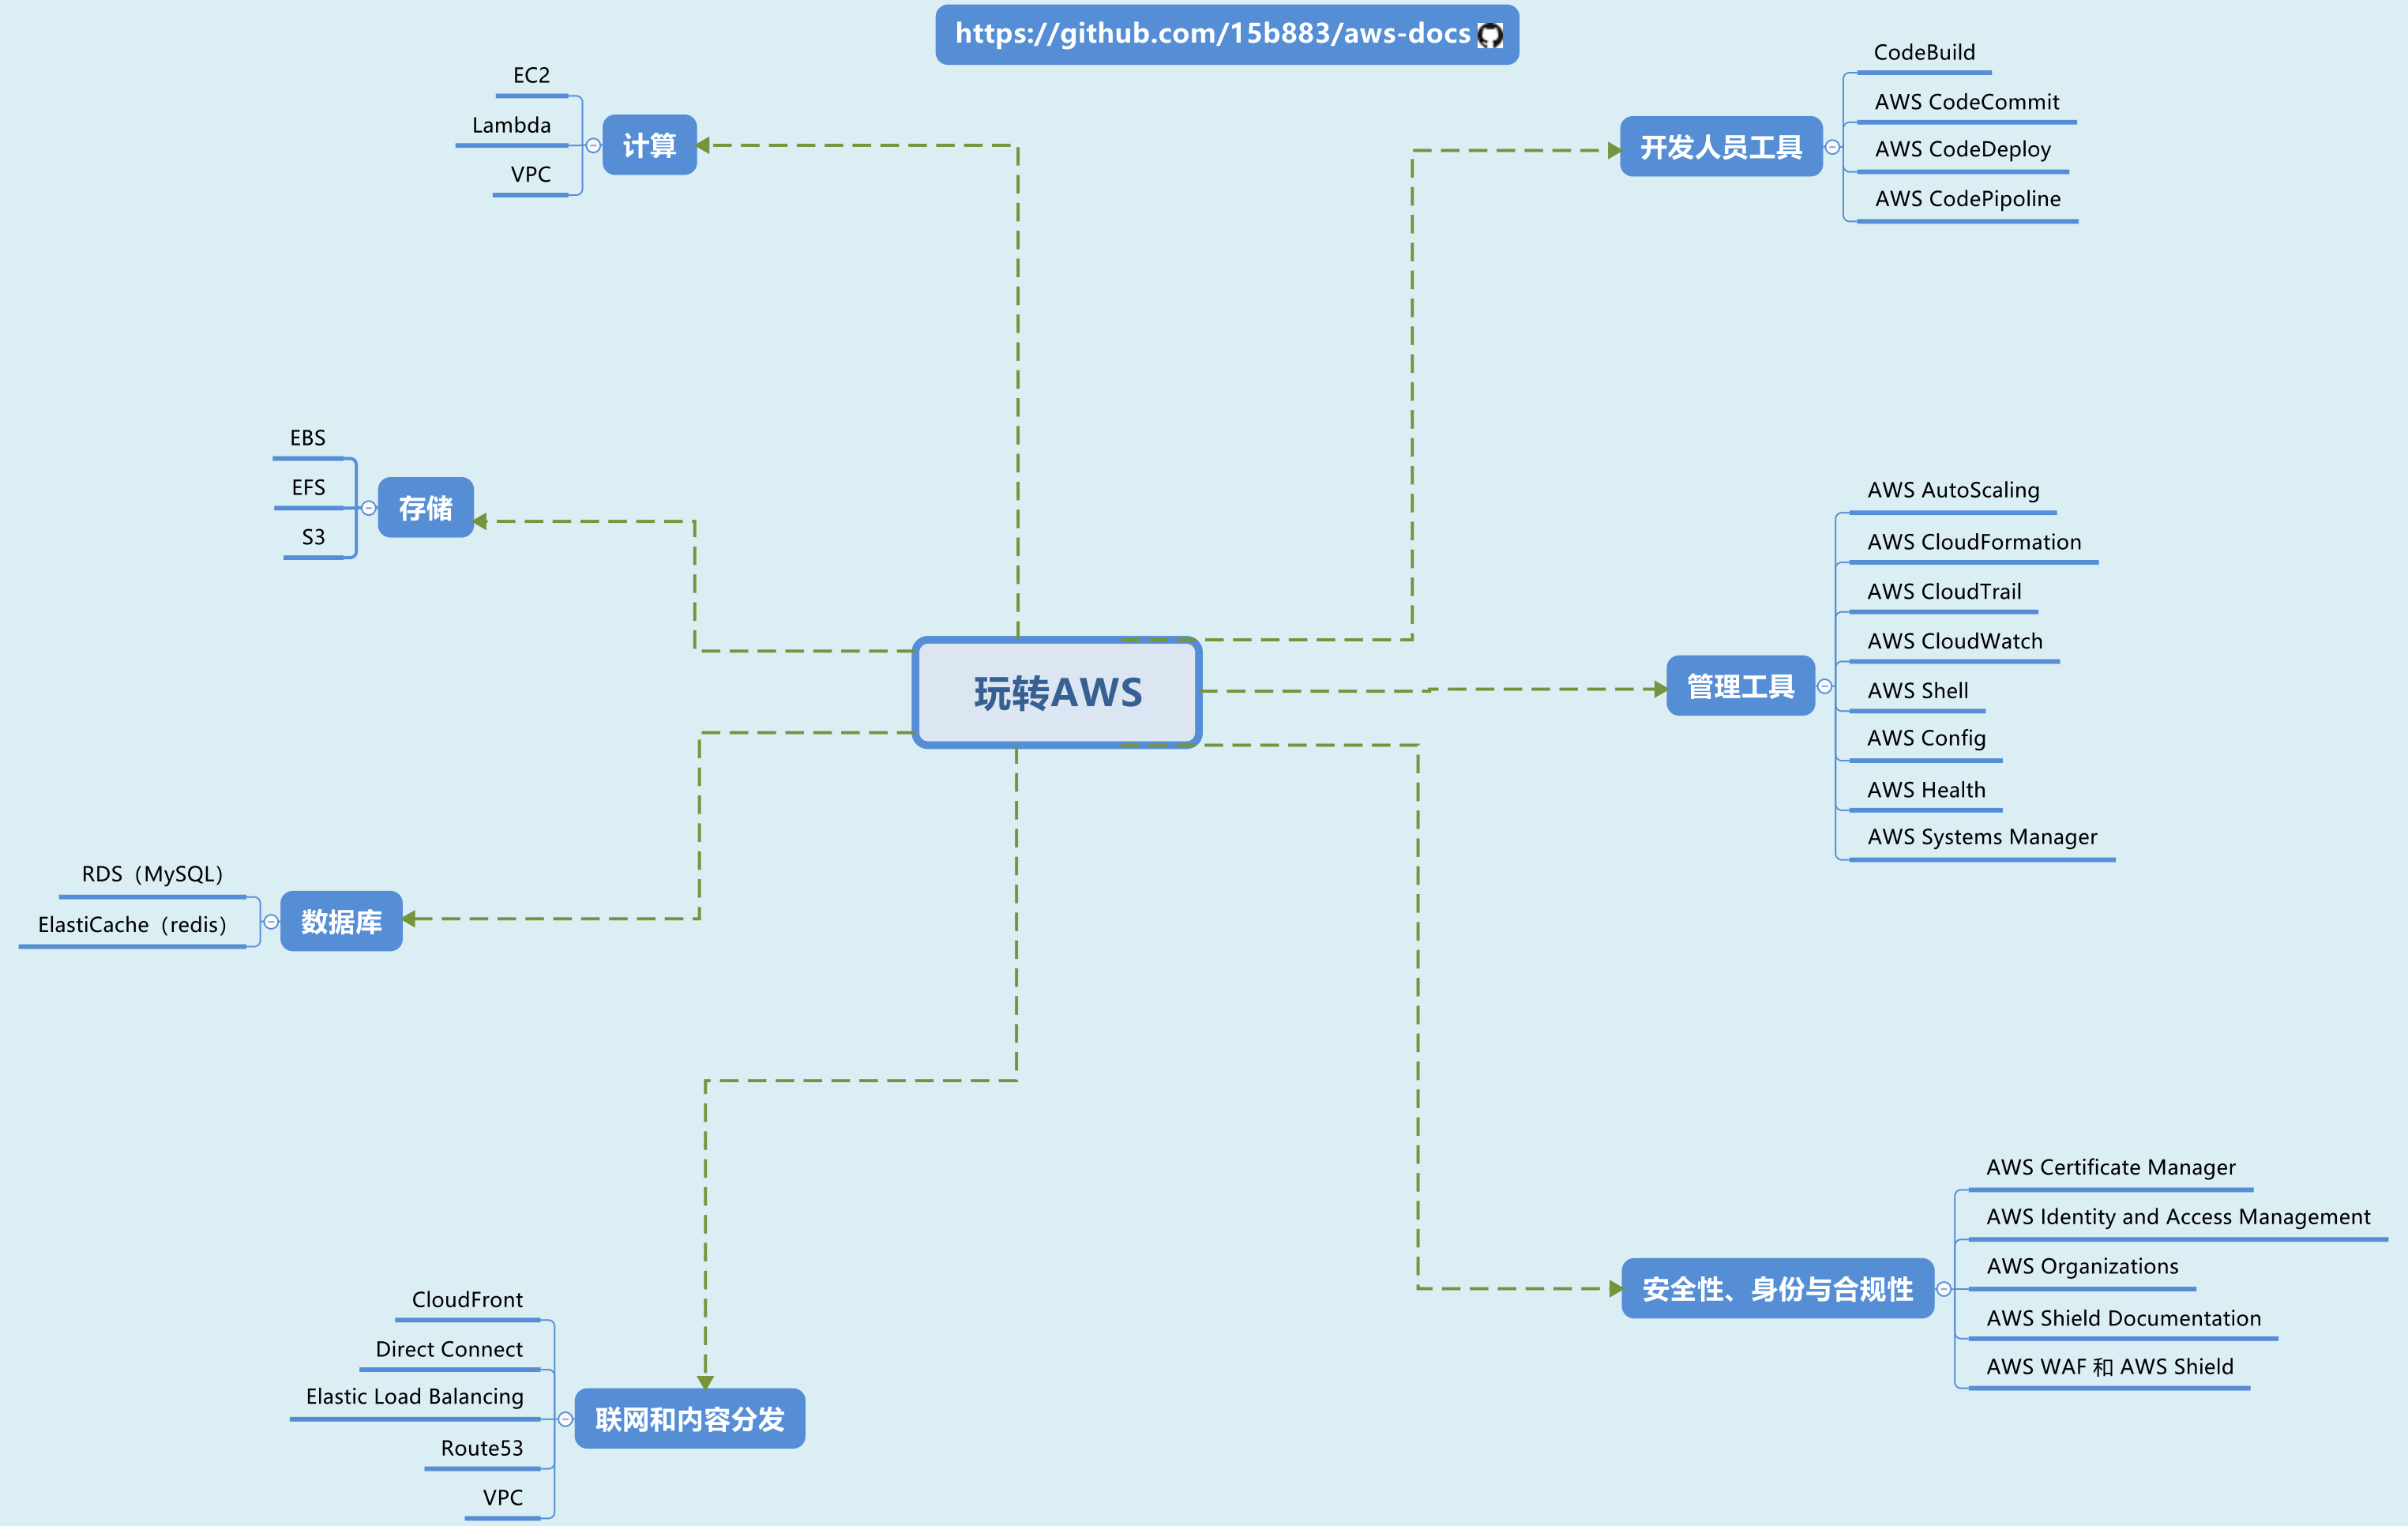 https://github.com/15b883/aws-docs
计算
EC2
Lambda
VPC
存储
EBS
EFS
S3
数据库
RDS（MySQL）
ElastiCache（redis）
联网和内容分发
CloudFront
Direct Connect
Elastic Load Balancing
Route53
VPC
玩转AWS
开发人员工具
CodeBuild
AWS CodeCommit
AWS CodeDeploy
AWS CodePipoline
管理工具
AWS AutoScaling
AWS CloudFormation
AWS CloudTrail
AWS CloudWatch
AWS Shell
AWS Config
AWS Health
AWS Systems Manager
安全性、身份与合规性
AWS Certificate Manager
AWS Identity and Access Management
AWS Organizations
AWS Shield Documentation
AWS WAF 和 AWS Shield